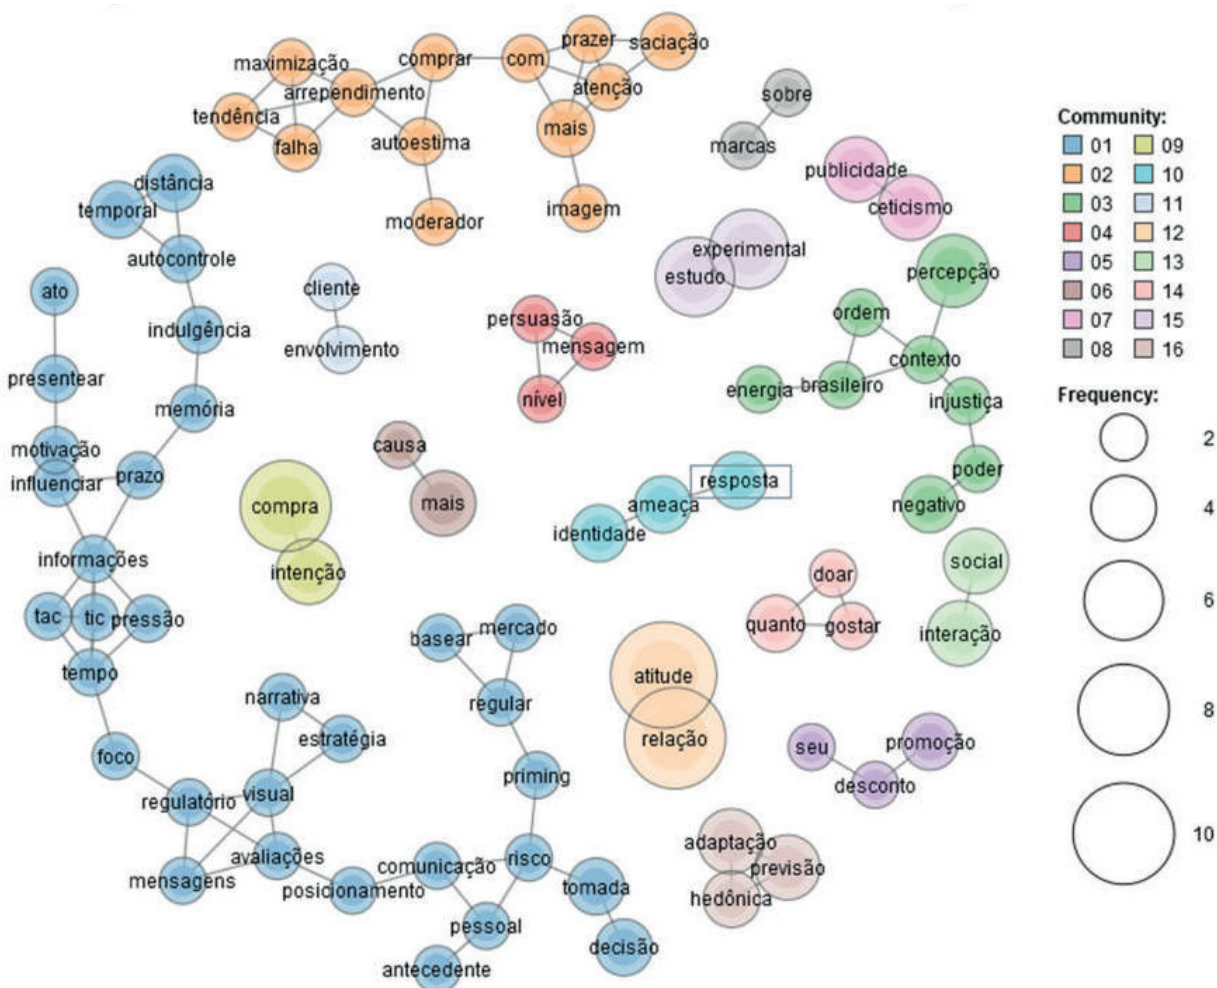 maximização
arrependimento
tendência
falha
comprar
autoestima
moderador
com
prazer
saciação
atenção
mais
imagem
sobre
marcas
publicidade
ceticismo
distância
temporal
autocontrole
indulgência
memória
prazo
ato
presentear
motivação
influenciar
informações
tac
tic
pressão
tempo
foco
cliente
envolvimento
persuasão
mensagem
nível
experimental
estudo
percepção
ordem
contexto
energia
brasileiro
injustiça
poder
negativo
causa
mais
compra
intenção
resposta
ameaça
identidade
social
interação
doar
quanto
gostar
basear
mercado
regular
priming
narrativa
estratégia
visual
regulatório
avaliações
mensagens
posicionamento
comunicação
risco
pessoal
antecedente
tomada
decisão
atitude
relação
seu
promoção
desconto
adaptação
previsão
hedônica
Community:
01 09
02 10
03 11
04 12
05 13
06 14
07 15
08 16
Frequency:
2
4
6
8
10